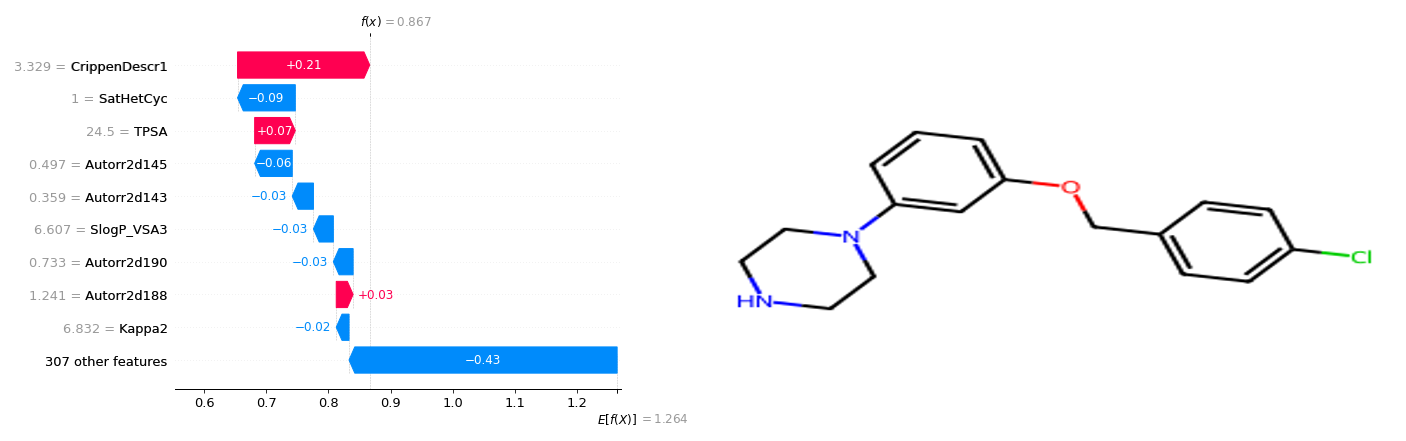 f(x) = 0.867
3.329 = CrippenDescr1
+0.21
1 = SatHetCyc
−0.09
24.5 = TPSA
+0.07
0.497 = Autorr2d145
−0.06
0.359 = Autorr2d143
−0.03
6.607 = SlogP_VSA3
−0.03
0.733 = Autorr2d190
−0.03
1.241 = Autorr2d188
+0.03
6.832 = Kappa2
−0.02
307 other features
−0.43
0.6 0.7 0.8 0.9 1.0 1.1 1.2
E[f(X)] = 1.264
O
N
Cl
HN